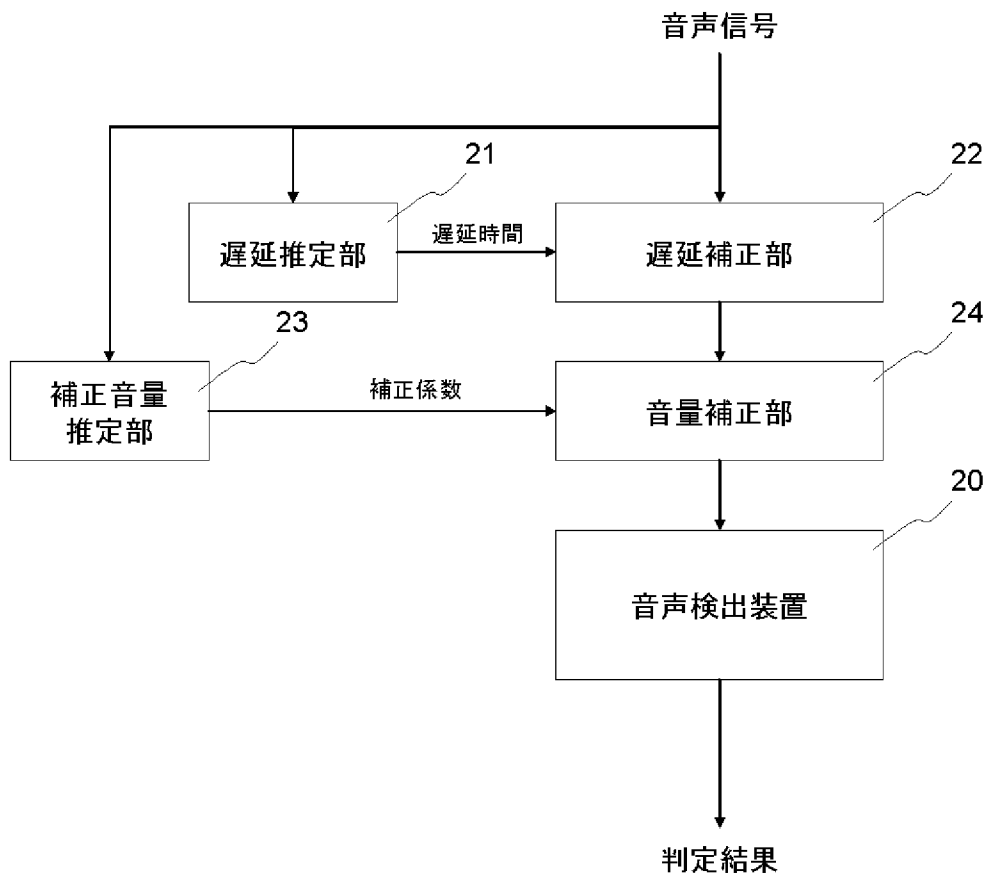 音声信号
21
22
遅延推定部
遅延時間
遅延補正部
23
24
補正音量
推定部
補正係数
音量補正部
20
音声検出装置
判定結果